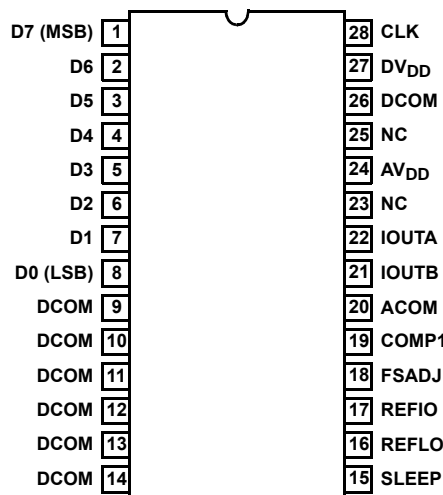 D7 (MSB) 1 28 CLK
D6 2 27 DVDD
D5 3 26 DCOM
D4 4 25 NC
D3 5 24 AVDD
D2 6 23 NC
D1 7 22 IOUTA
D0 (LSB) 8 21 IOUTB
DCOM 9 20 ACOM
DCOM 10 19 COMP1
DCOM 11 18 FSADJ
DCOM 12 17 REFIO
DCOM 13 16 REFLO
DCOM 14 15 SLEEP